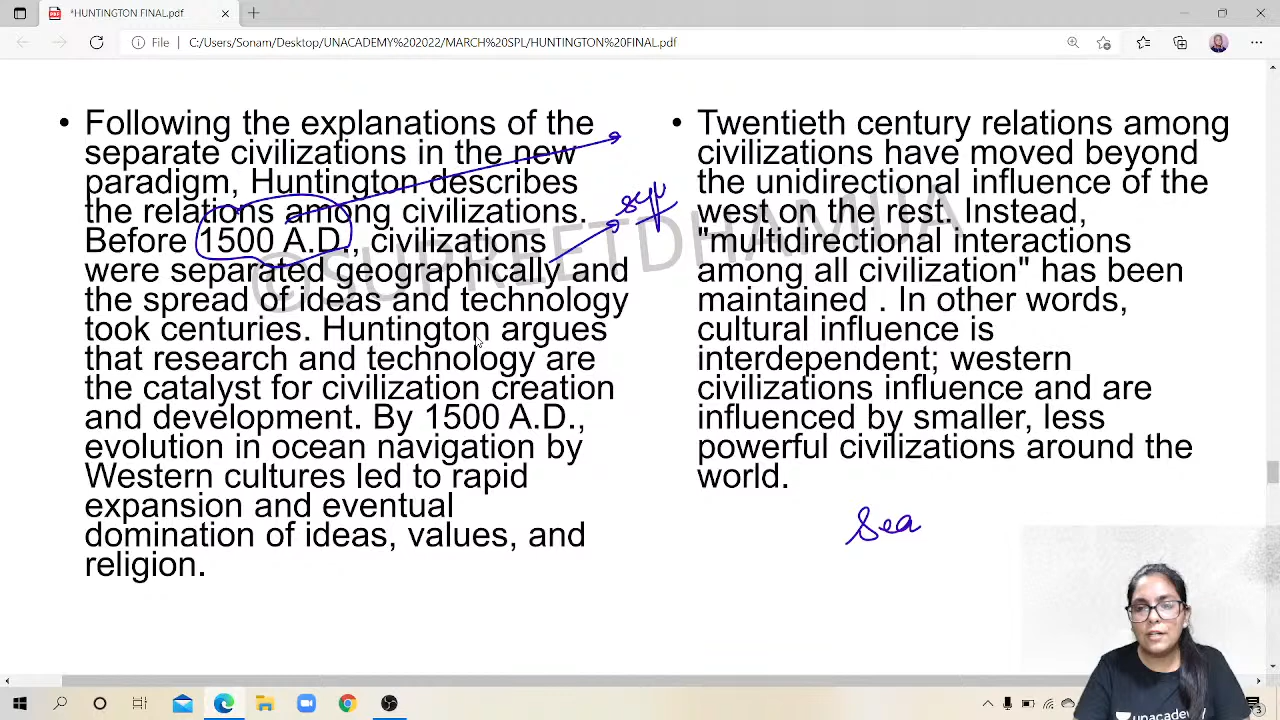 *HUNTINGTON FINAL.pdf
File
C:/Users/Sonam/Desktop/UNACADEMY%202022/MARCH%20SPL/HUNTINGTON%20FINAL.pdf
• Following the explanations of the
separate civilizations in the new
paradigm, Huntington describes
the relations among civilizations.
Before 1500 A.D., civilizations
were separated geographically and
the spread of ideas and technology
took centuries. Huntington argues
that research and technology are
the catalyst for civilization creation
and development. By 1500 A.D.,
evolution in ocean navigation by
Western cultures led to rapid
expansion and eventual
domination of ideas, values, and
religion.
• Twentieth century relations among
civilizations have moved beyond
the unidirectional influence of the
west on the rest. Instead,
"multidirectional interactions
among all civilization" has been
maintained . In other words,
cultural influence is
interdependent; western
civilizations influence and are
influenced by smaller, less
powerful civilizations around the
world.
Sea
©SUPREETDHAMIJA
unacademy
3